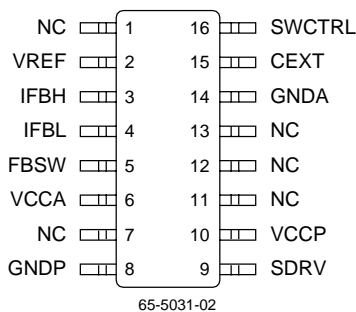 NC 1 16 SWCTRL
VREF 2 15 CEXT
IFBH 3 14 GNDA
IFBL 4 13 NC
FBSW 5 12 NC
VCCA 6 11 NC
NC 7 10 VCCP
GNDP 8 9 SDRV
65-5031-02